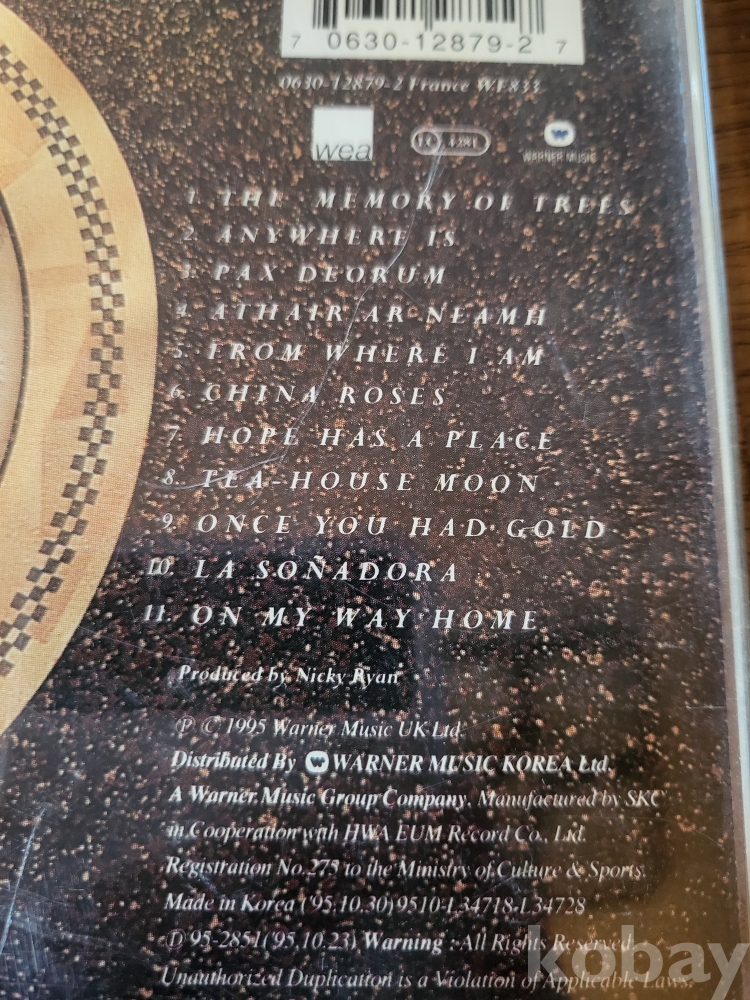 7 0630-12879-2 7
0630-12879-2 France WE833
wea
WARNER MUSIC
1. THE MEMORY OF TREES
2. ANYWHERE IS
3. PAX DEORUM
4. ATHAIR AR NEAMH
5. FROM WHERE I AM
6. CHINA ROSES
7. HOPE HAS A PLACE
8. TEA-HOUSE MOON
9. ONCE YOU HAD GOLD
10. LA SOÑADORA
11. ON MY WAY HOME
Produced by Nicky Ryan
Ⓟ © 1995 Warner Music UK Ltd.
Distributed By WARNER MUSIC KOREA Ltd.
A Warner Music Group Company. Manufactured by SKC
in Cooperation with HWA EUM Record Co., Ltd.
Registration No.275 to the Ministry of Culture & Sports.
Made in Korea ('95.10.30)9510-L34718-L34728
Ⓓ 95-2851('95.10.23) Warning : All Rights Reserved.
Unauthorized Duplication is a Violation of Applicable Laws.
kobay